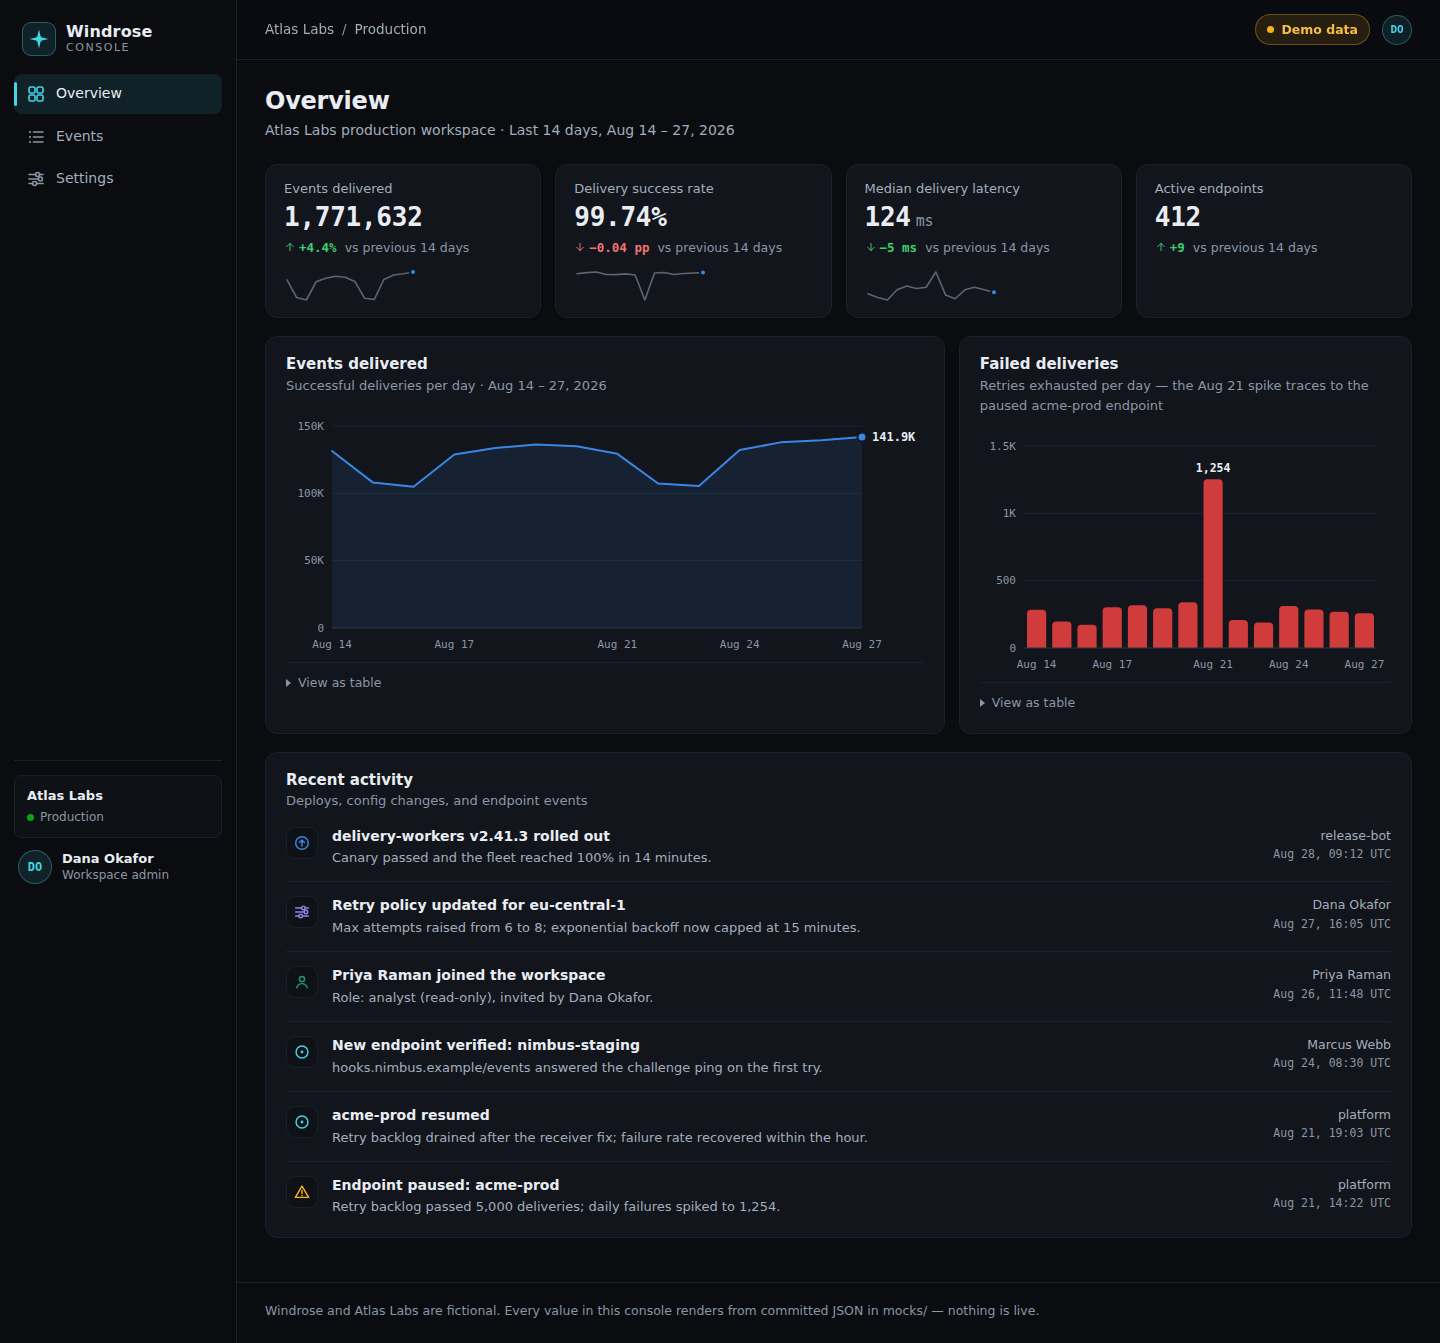 Windrose
CONSOLE
Overview
Events
Settings
Atlas Labs
Production
DO
Dana Okafor
Workspace admin
Atlas Labs / Production
Demo data
DO
Overview
Atlas Labs production workspace · Last 14 days, Aug 14 – 27, 2026
Events delivered
1,771,632
↑ +4.4% vs previous 14 days
Delivery success rate
99.74%
↓ −0.04 pp vs previous 14 days
Median delivery latency
124 ms
↓ −5 ms vs previous 14 days
Active endpoints
412
↑ +9 vs previous 14 days
Events delivered
Successful deliveries per day · Aug 14 – 27, 2026
150K
141.9K
100K
50K
0
Aug 14 Aug 17 Aug 21 Aug 24 Aug 27
View as table
Failed deliveries
Retries exhausted per day — the Aug 21 spike traces to the
paused acme-prod endpoint
1.5K
1,254
1K
500
0
Aug 14 Aug 17 Aug 21 Aug 24 Aug 27
View as table
Recent activity
Deploys, config changes, and endpoint events
delivery-workers v2.41.3 rolled out
Canary passed and the fleet reached 100% in 14 minutes.
release-bot
Aug 28, 09:12 UTC
Retry policy updated for eu-central-1
Max attempts raised from 6 to 8; exponential backoff now capped at 15 minutes.
Dana Okafor
Aug 27, 16:05 UTC
Priya Raman joined the workspace
Role: analyst (read-only), invited by Dana Okafor.
Priya Raman
Aug 26, 11:48 UTC
New endpoint verified: nimbus-staging
hooks.nimbus.example/events answered the challenge ping on the first try.
Marcus Webb
Aug 24, 08:30 UTC
acme-prod resumed
Retry backlog drained after the receiver fix; failure rate recovered within the hour.
platform
Aug 21, 19:03 UTC
Endpoint paused: acme-prod
Retry backlog passed 5,000 deliveries; daily failures spiked to 1,254.
platform
Aug 21, 14:22 UTC
Windrose and Atlas Labs are fictional. Every value in this console renders from committed JSON in mocks/ — nothing is live.